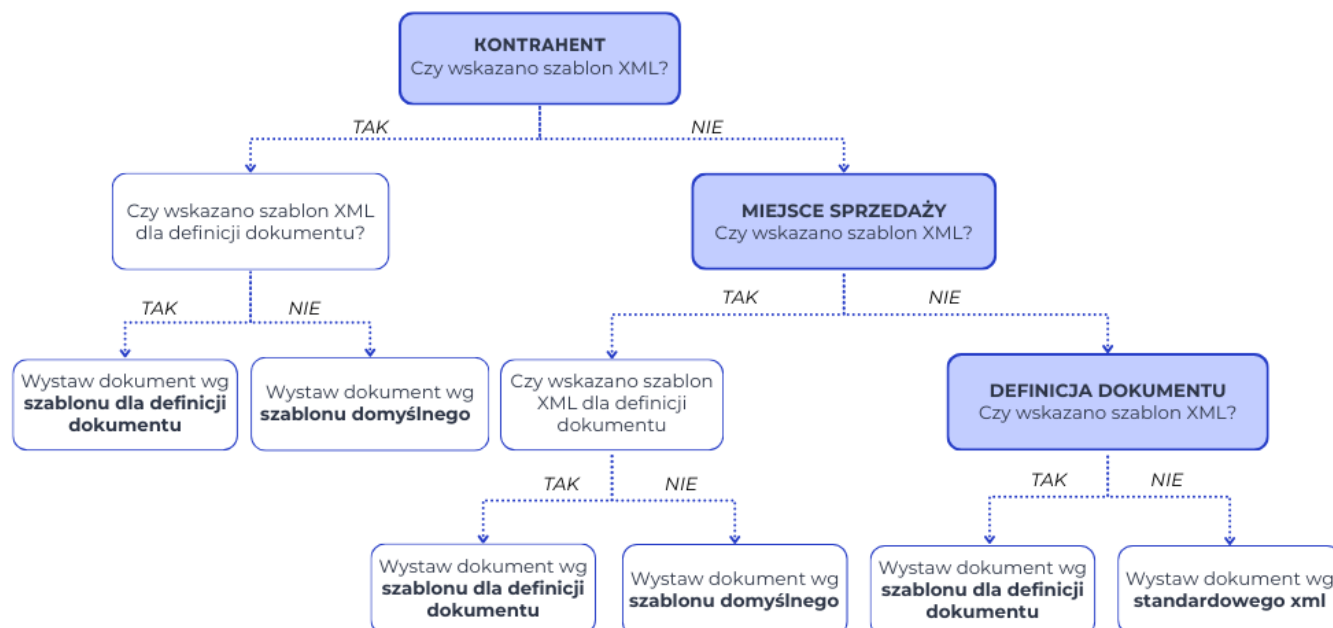 KONTRAHENT
Czy wskazano szablon XML?
TAK
NIE
Czy wskazano szablon XML
dla definicji dokumentu?
MIEJSCE SPRZEDAŻY
Czy wskazano szablon XML?
TAK
NIE
TAK
NIE
Wystaw dokument wg
szablonu dla definicji
dokumentu
Wystaw dokument wg
szablonu domyślnego
Czy wskazano szablon
XML dla definicji
dokumentu
DEFINICJA DOKUMENTU
Czy wskazano szablon XML?
TAK
NIE
TAK
NIE
Wystaw dokument wg
szablonu dla definicji
dokumentu
Wystaw dokument wg
szablonu domyślnego
Wystaw dokument wg
szablonu dla definicji
dokumentu
Wystaw dokument wg
standardowego xml